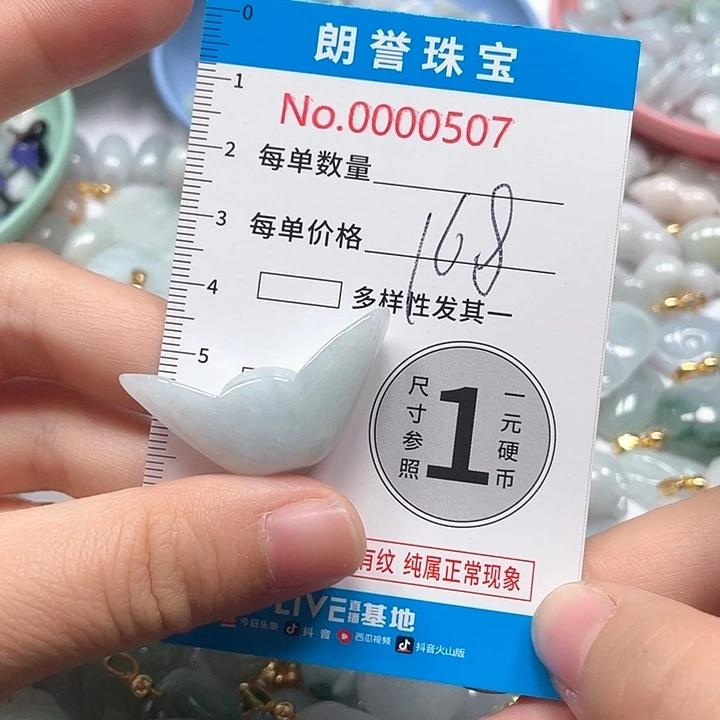 0
朗誉珠宝
1
No.0000507
2
每单数量
3
每单价格 168
4
多样性发其一
5
尺寸参照
1
一元硬币
有纹 纯属正常现象
LIVE直播基地
今日头条 抖音 西瓜视频 抖音火山版